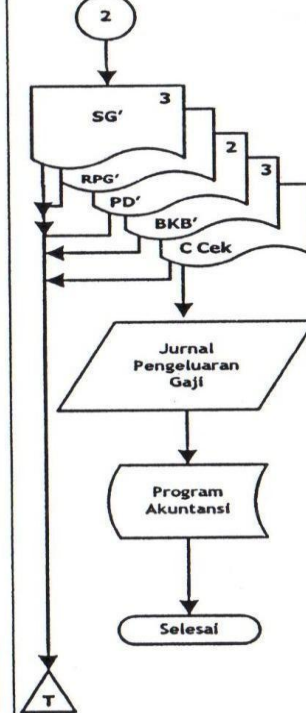 2
SG' 3
RPG' 2
PD' 3
BKB'
C Cek
Jurnal
Pengeluaran
Gaji
Program
Akuntansi
Selesai
T